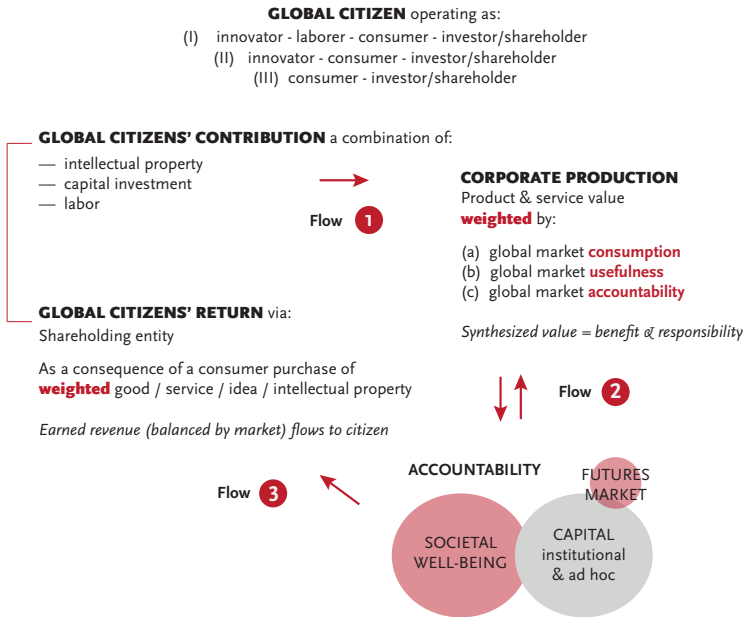 GLOBAL CITIZEN operating as:
(I) innovator - laborer - consumer - investor/shareholder
(II) innovator - consumer - investor/shareholder
(III) consumer - investor/shareholder
GLOBAL CITIZENS' CONTRIBUTION a combination of:
— intellectual property
— capital investment
— labor
Flow 1
CORPORATE PRODUCTION
Product & service value
weighted by:
(a) global market consumption
(b) global market usefulness
(c) global market accountability
Synthesized value = benefit & responsibility
GLOBAL CITIZENS' RETURN via:
Shareholding entity
As a consequence of a consumer purchase of
weighted good / service / idea / intellectual property
Earned revenue (balanced by market) flows to citizen
Flow 2
Flow 3
ACCOUNTABILITY
FUTURES
MARKET
SOCIETAL
WELL-BEING
CAPITAL
institutional
& ad hoc